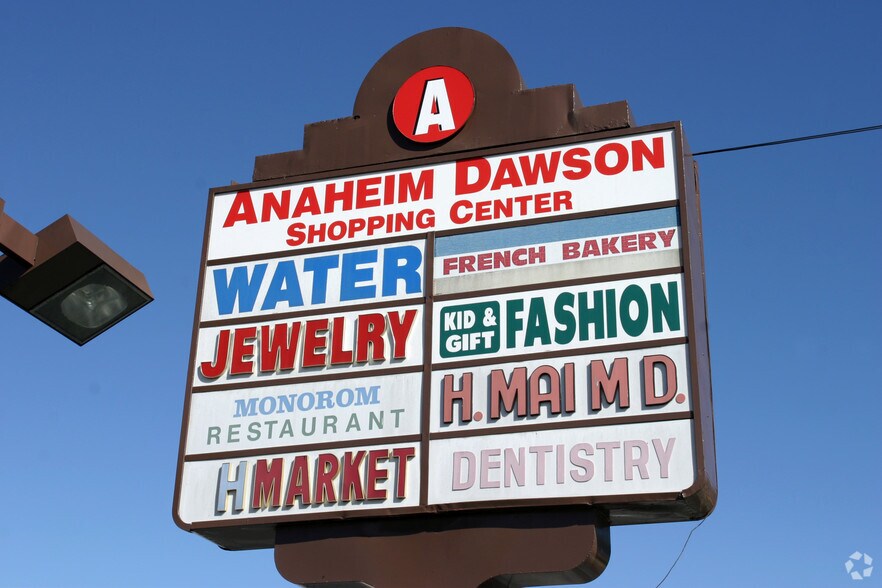 A
ANAHEIM DAWSON
SHOPPING CENTER
WATER
FRENCH BAKERY
JEWELRY
KID &
GIFT
FASHION
MONOROM
RESTAURANT
H. MAI M D.
H MARKET
DENTISTRY